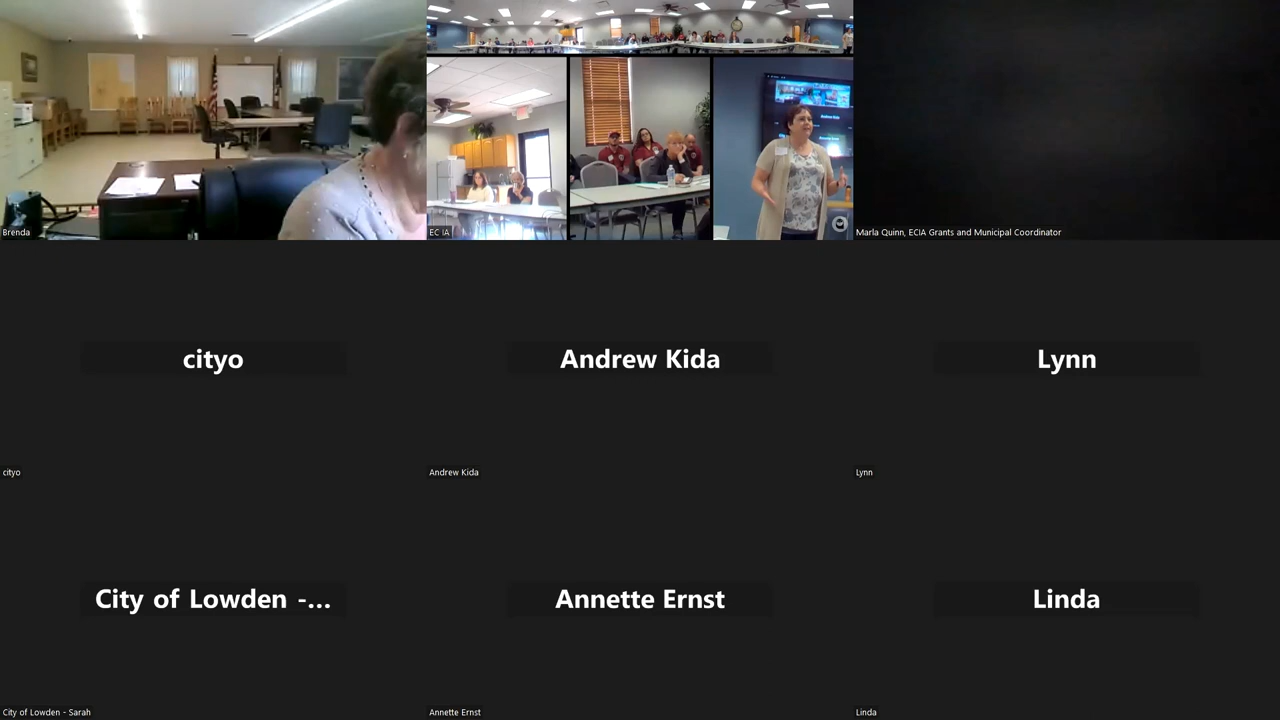 Brenda
EC IA
Marla Quinn, ECIA Grants and Municipal Coordinator
cityo
Andrew Kida
Lynn
cityo
Andrew Kida
Lynn
City of Lowden -...
Annette Ernst
Linda
City of Lowden - Sarah
Annette Ernst
Linda